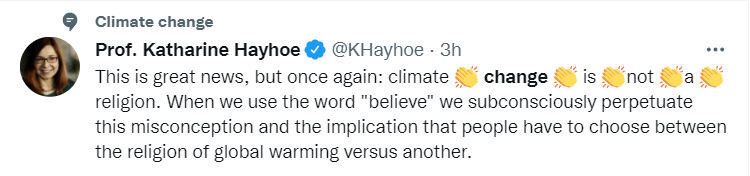 Climate change
Prof. Katharine Hayhoe @KHayhoe · 3h
This is great news, but once again: climate 👏 change 👏 is 👏not 👏a 👏
religion. When we use the word "believe" we subconsciously perpetuate
this misconception and the implication that people have to choose between
the religion of global warming versus another.